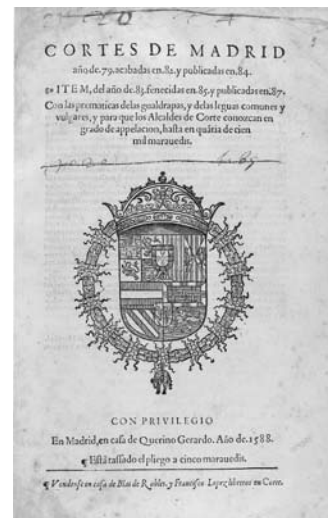 CORTES DE MADRID
año de. 79. acabadas en. 82. y publicadas en. 84.
ITEM, del año de. 83. fenecidas en. 85. y publicadas en. 87.
Con las prematicas delas gualdrapas, y delas leguas comunes y
vulgares, y para que los Alcaldes de Corte conozcan en
grado de appelacion, hasta en quātia de cien
mil marauedis.
CON PRIVILEGIO
En Madrid, en casa de Querino Gerardo. Año de. 1588.
¶ Está tassado el pliego a cinco marauedis.
¶ Vendense en casa de Blas de Robles, y Francisco Lopez libreros en Corte.